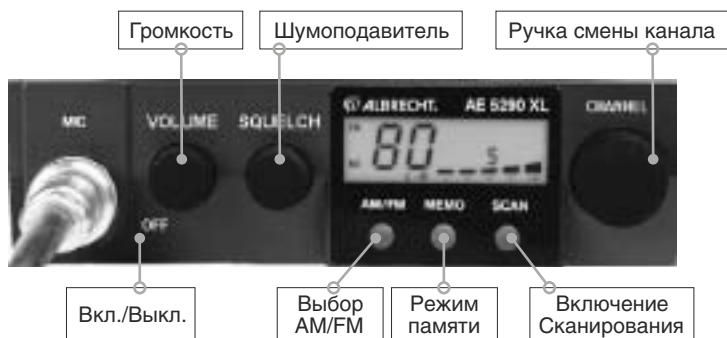 Громкость
Шумоподавитель
Ручка смены канала
MIC
VOLUME
SQUELCH
ALBRECHT. AE 5290 XL
CHANNEL
80
S
AM/FM
MEMO
SCAN
OFF
Вкл./Выкл.
Выбор
AM/FM
Режим
памяти
Включение
Сканирования